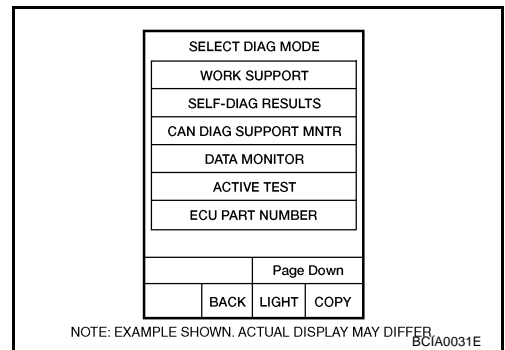 SELECT DIAG MODE
WORK SUPPORT
SELF-DIAG RESULTS
CAN DIAG SUPPORT MNTR
DATA MONITOR
ACTIVE TEST
ECU PART NUMBER
Page Down
BACK LIGHT COPY
NOTE: EXAMPLE SHOWN. ACTUAL DISPLAY MAY DIFFER.
BCIA0031E